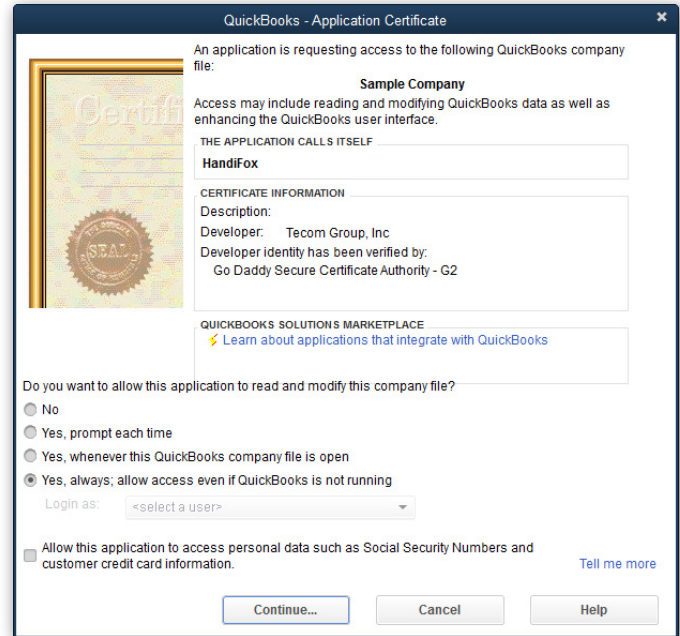 QuickBooks - Application Certificate
An application is requesting access to the following QuickBooks company
file:
Sample Company
Access may include reading and modifying QuickBooks data as well as
enhancing the QuickBooks user interface.
THE APPLICATION CALLS ITSELF
HandiFox
CERTIFICATE INFORMATION
Description:
Developer: Tecom Group, Inc
Developer identity has been verified by:
Go Daddy Secure Certificate Authority - G2
QUICKBOOKS SOLUTIONS MARKETPLACE
Learn about applications that integrate with QuickBooks
Do you want to allow this application to read and modify this company file?
No
Yes, prompt each time
Yes, whenever this QuickBooks company file is open
Yes, always; allow access even if QuickBooks is not running
Login as: <select a user>
Allow this application to access personal data such as Social Security Numbers and
customer credit card information.
Tell me more
Continue...
Cancel
Help
Certifi
SEAL